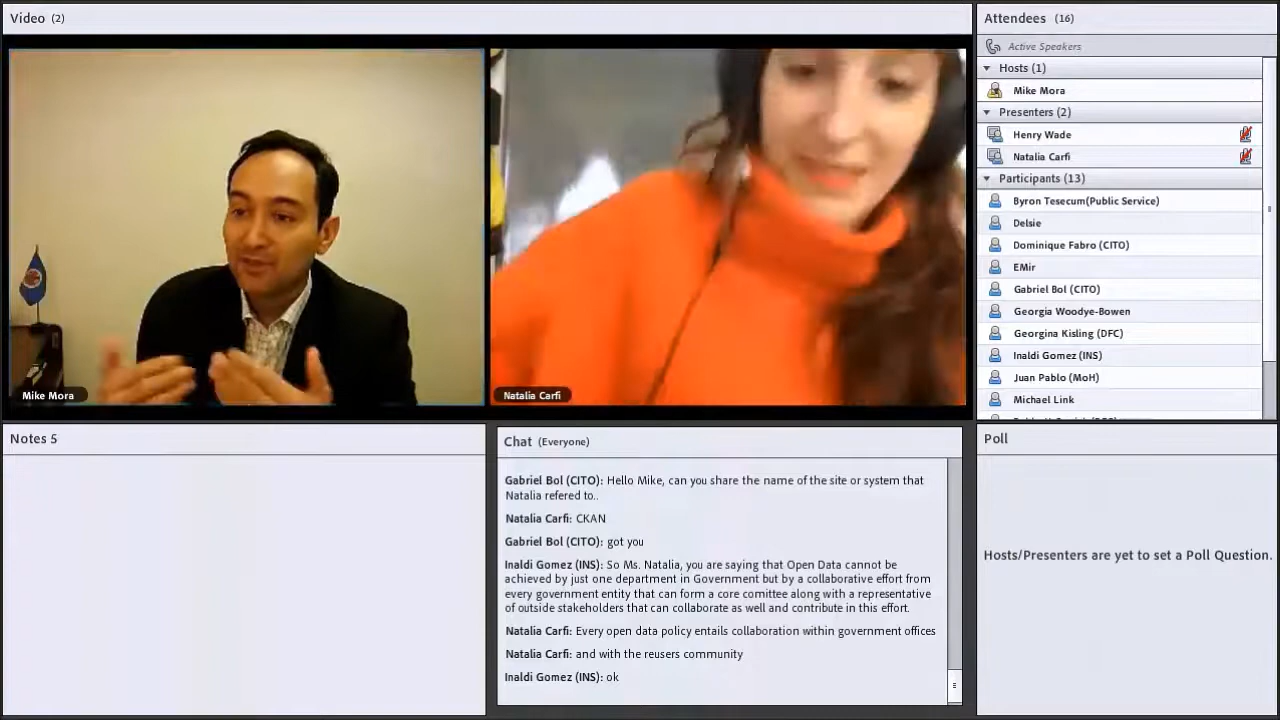 Video (2)
Mike Mora
Natalia Carfi
Attendees (16)
Active Speakers
Hosts (1)
Mike Mora
Presenters (2)
Henry Wade
Natalia Carfi
Participants (13)
Byron Tesecum(Public Service)
Delsie
Dominique Fabro (CITO)
EMir
Gabriel Bol (CITO)
Georgia Woodye-Bowen
Georgina Kisling (DFC)
Inaldi Gomez (INS)
Juan Pablo (MoH)
Michael Link
Notes 5
Chat (Everyone)
Gabriel Bol (CITO): Hello Mike, can you share the name of the site or system that
Natalia refered to..
Natalia Carfi: CKAN
Gabriel Bol (CITO): got you
Inaldi Gomez (INS): So Ms. Natalia, you are saying that Open Data cannot be
achieved by just one department in Government but by a collaborative effort from
every government entity that can form a core comittee along with a representative
of outside stakeholders that can collaborate as well and contribute in this effort.
Natalia Carfi: Every open data policy entails collaboration within government offices
Natalia Carfi: and with the reusers community
Inaldi Gomez (INS): ok
Poll
Hosts/Presenters are yet to set a Poll Question.